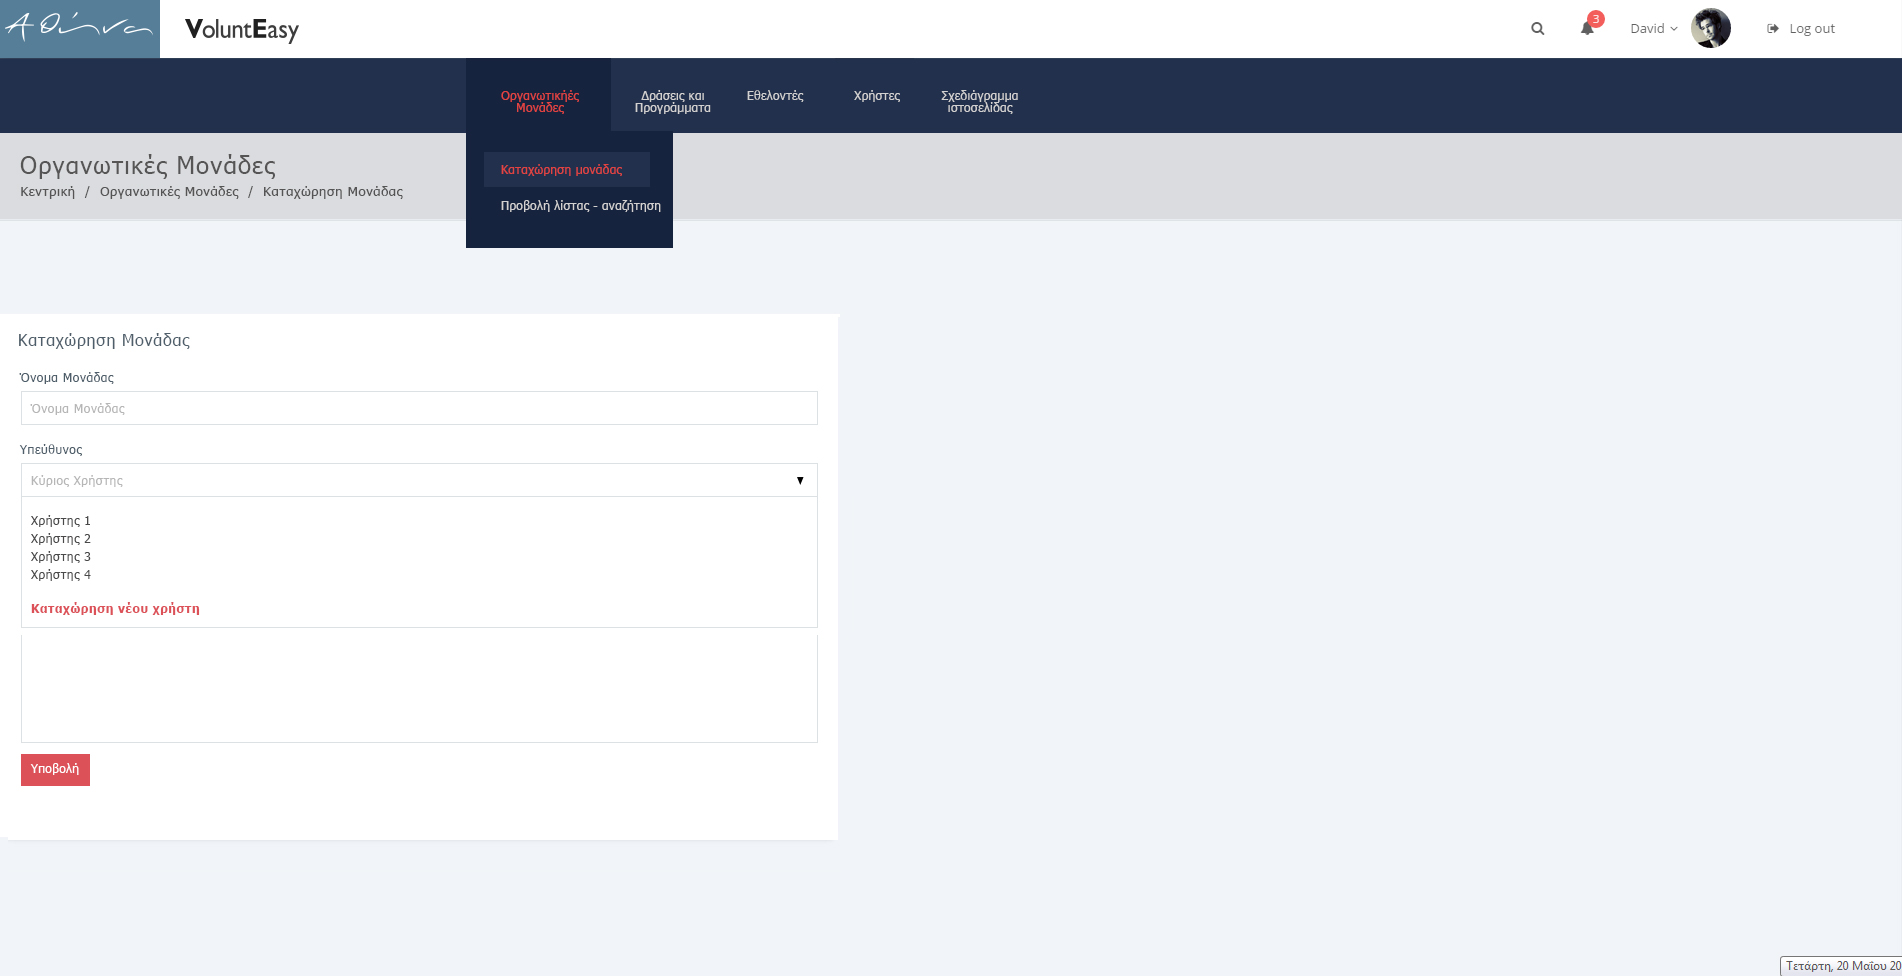 Αθήνα
VoluntEasy
3
David
Log out
Οργανωτικήές
Μονάδες
Δράσεις και
Προγράμματα
Εθελοντές
Χρήστες
Σχεδιάγραμμα
ιστοσελίδας
Καταχώρηση μονάδας
Προβολή λίστας - αναζήτηση
Οργανωτικές Μονάδες
Κεντρική / Οργανωτικές Μονάδες / Καταχώρηση Μονάδας
Καταχώρηση Μονάδας
Όνομα Μονάδας
Όνομα Μονάδας
Υπεύθυνος
Κύριος Χρήστης
Χρήστης 1
Χρήστης 2
Χρήστης 3
Χρήστης 4
Καταχώρηση νέου χρήστη
Υποβολή
Τετάρτη, 20 Μαΐου 20